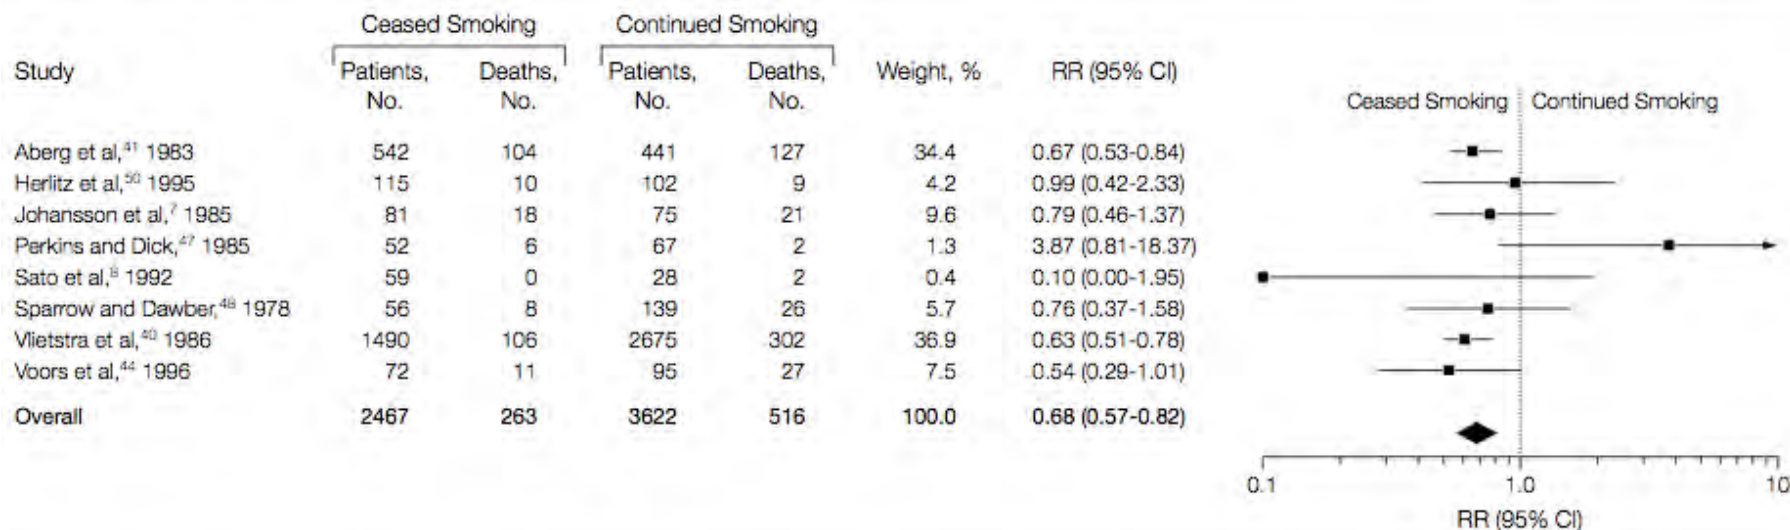 Ceased Smoking Continued Smoking
Study Patients, No. Deaths, No. Patients, No. Deaths, No. Weight, % RR (95% CI)
Ceased Smoking Continued Smoking
Aberg et al,41 1983 542 104 441 127 34.4 0.67 (0.53-0.84)
Herlitz et al,50 1995 115 10 102 9 4.2 0.99 (0.42-2.33)
Johansson et al,7 1985 81 18 75 21 9.6 0.79 (0.46-1.37)
Perkins and Dick,47 1985 52 6 67 2 1.3 3.87 (0.81-18.37)
Sato et al,8 1992 59 0 28 2 0.4 0.10 (0.00-1.95)
Sparrow and Dawber,48 1978 56 8 139 26 5.7 0.76 (0.37-1.58)
Vlietstra et al,40 1986 1490 106 2675 302 36.9 0.63 (0.51-0.78)
Voors et al,44 1996 72 11 95 27 7.5 0.54 (0.29-1.01)
Overall 2467 263 3622 516 100.0 0.68 (0.57-0.82)
0.1 1.0 10
RR (95% CI)